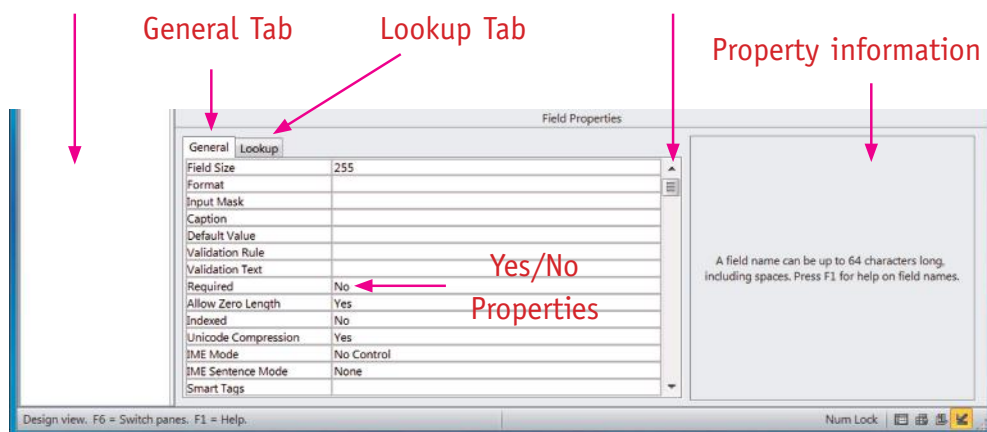 General Tab
Lookup Tab
Property information
Field Properties
General Lookup
Field Size 255
Format
Input Mask
Caption
Default Value
Validation Rule
Validation Text
Required No
Allow Zero Length Yes
Indexed No
Unicode Compression Yes
IME Mode No Control
IME Sentence Mode None
Smart Tags
Yes/No
Properties
A field name can be up to 64 characters long,
including spaces. Press F1 for help on field names.
Design view. F6 = Switch panes. F1 = Help.
Num Lock